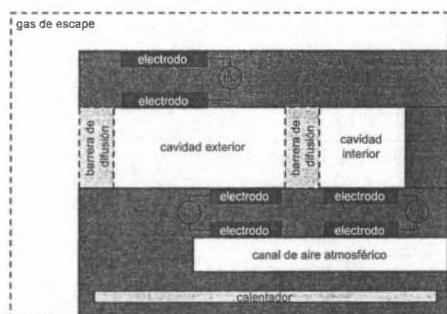 gas de escape
electrodo
electrodo
barrera de
difusión
cavidad exterior
barrera de
difusión
cavidad
interior
electrodo
electrodo
electrodo
electrodo
canal de aire atmosférico
calentador